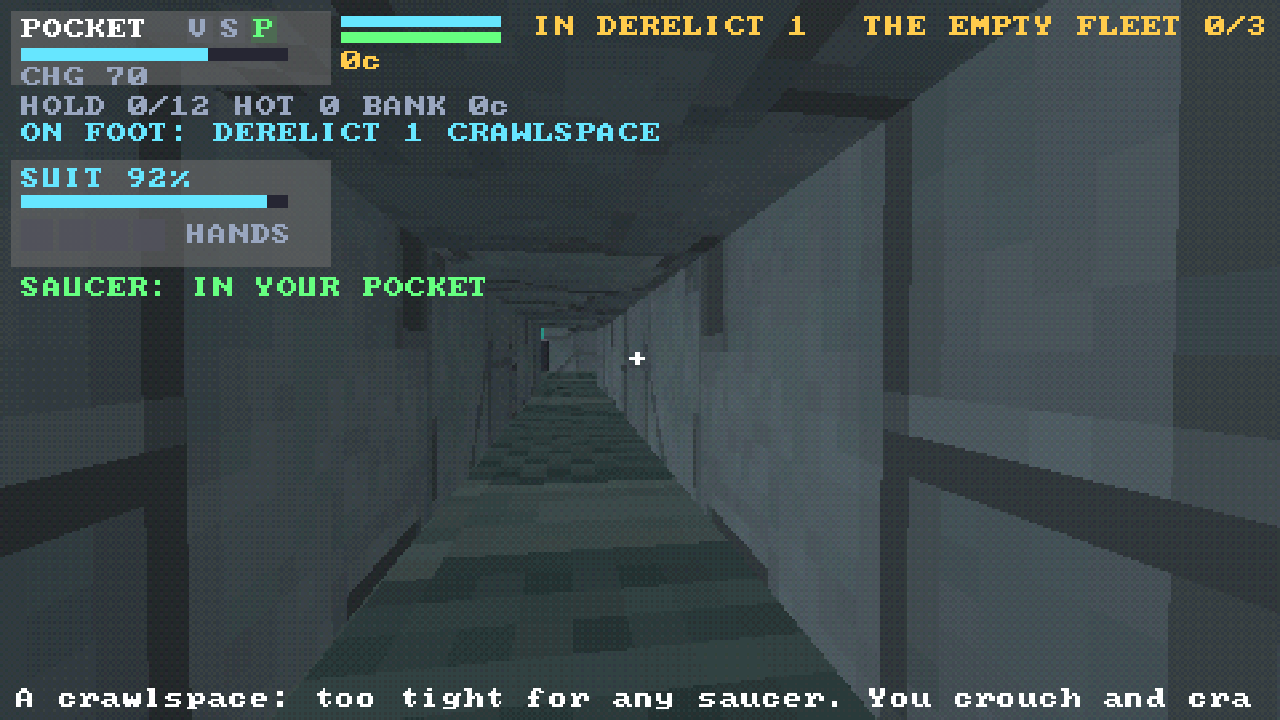 POCKET V S P
IN DERELICT 1 THE EMPTY FLEET 0/3
0c
CHG 70
HOLD 0/12 HOT 0 BANK 0c
ON FOOT: DERELICT 1 CRAWLSPACE
SUIT 92%
HANDS
SAUCER: IN YOUR POCKET
A crawlspace: too tight for any saucer. You crouch and cra